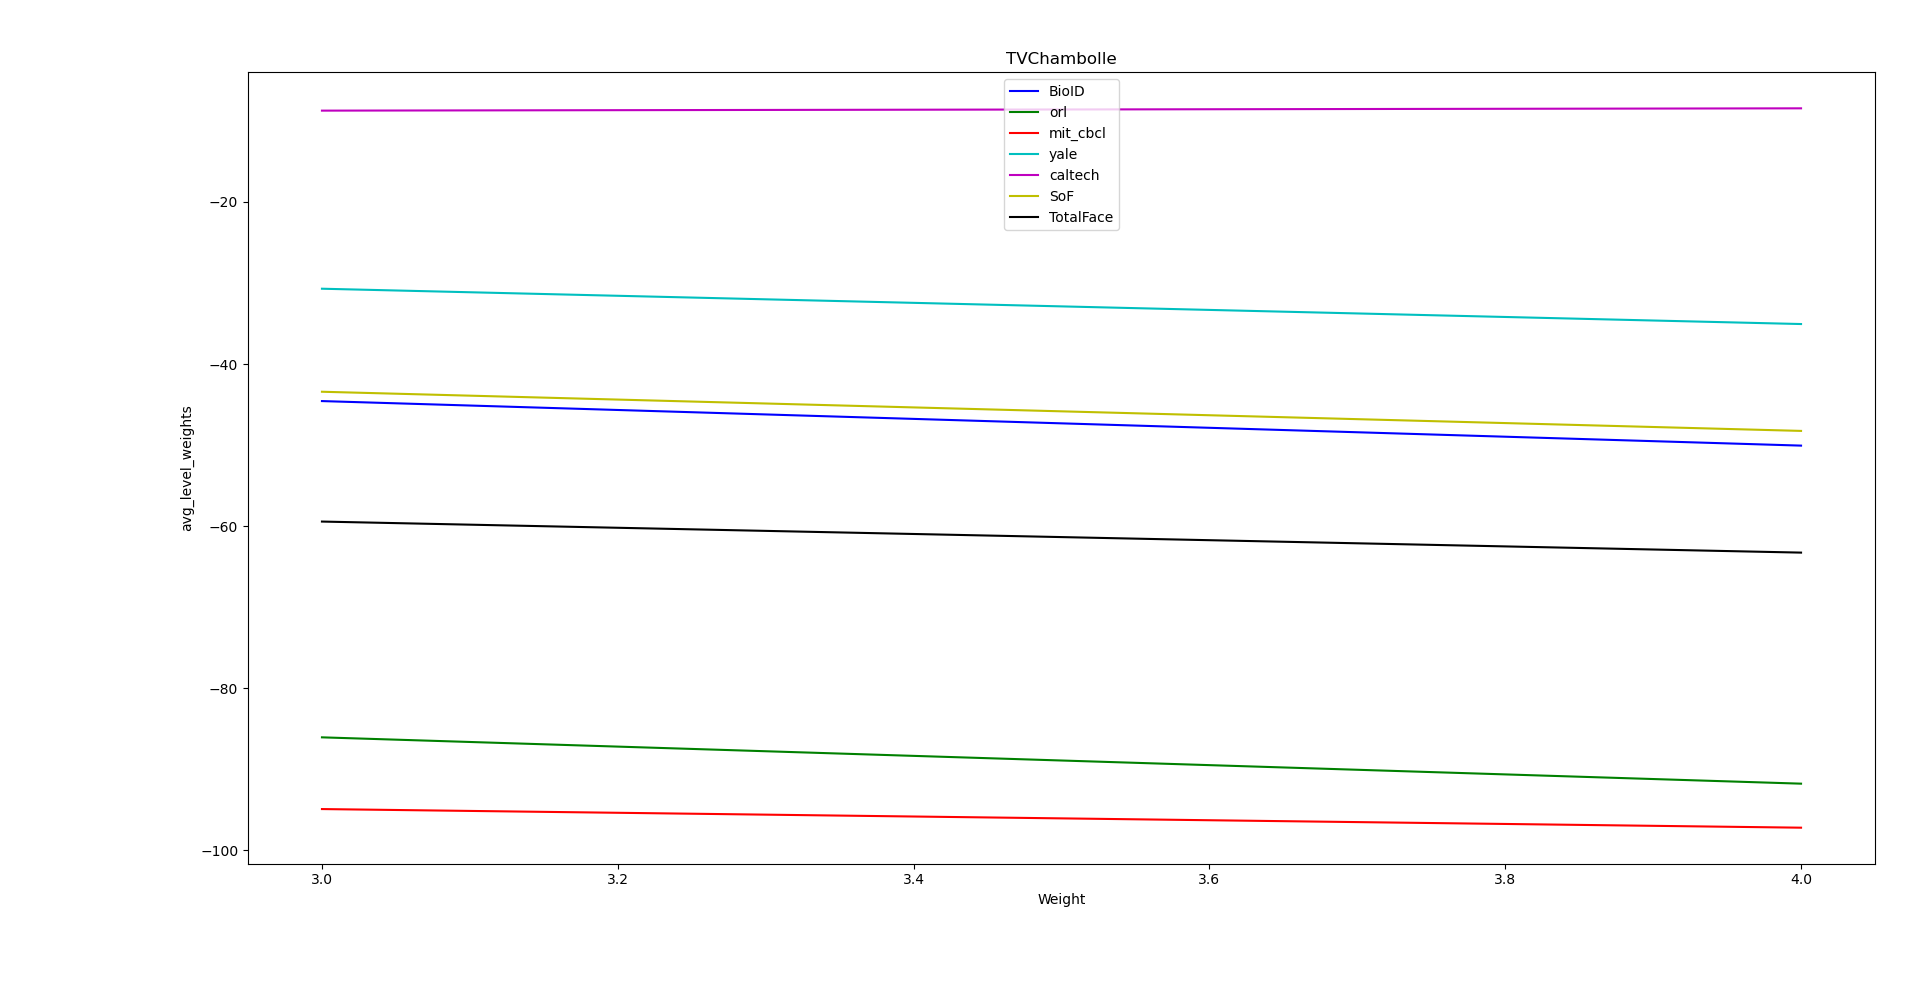 TVChambolle
BioID
orl
mit_cbcl
yale
caltech
SoF
TotalFace
avg_level_weights
−20
−40
−60
−80
−100
3.0 3.2 3.4 3.6 3.8 4.0
Weight